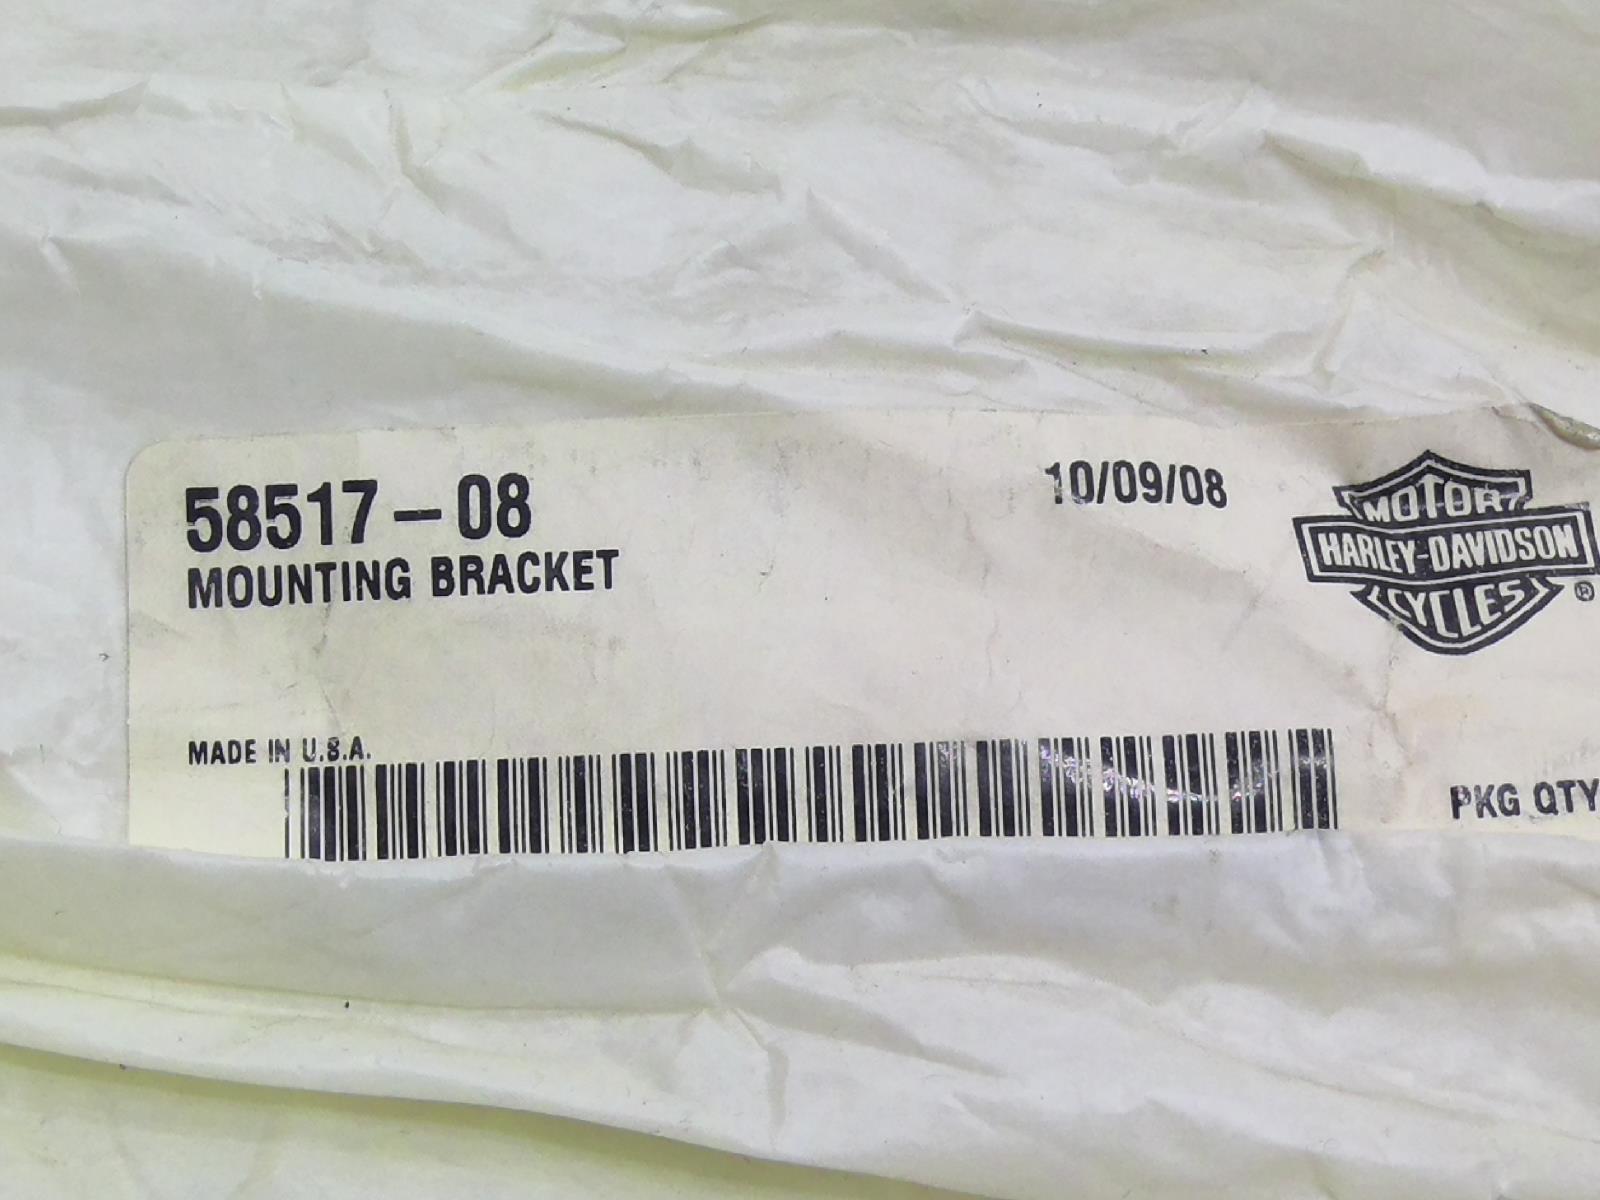 58517-08
10/09/08
MOUNTING BRACKET
MOTOR
HARLEY-DAVIDSON
CYCLES
®
MADE IN U.S.A.
PKG QTY